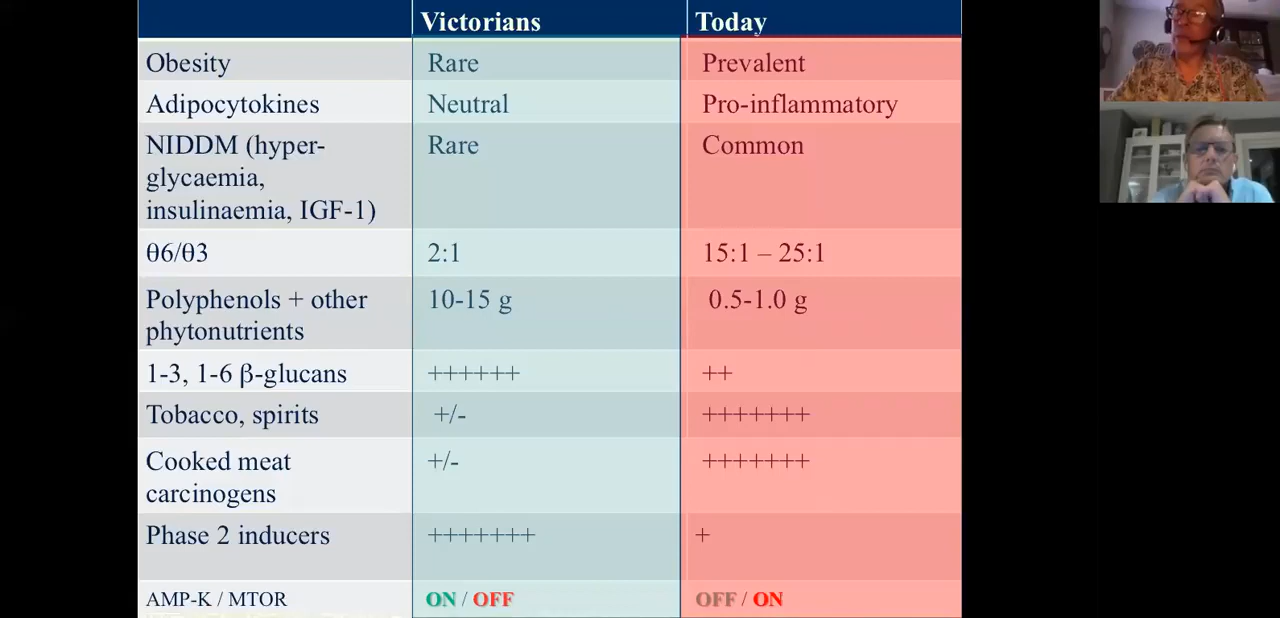 Victorians Today
Obesity Rare Prevalent
Adipocytokines Neutral Pro-inflammatory
NIDDM (hyper- Rare Common
glycaemia,
insulinaemia, IGF-1)
θ6/θ3 2:1 15:1 – 25:1
Polyphenols + other 10-15 g 0.5-1.0 g
phytonutrients
1-3, 1-6 β-glucans ++++++ ++
Tobacco, spirits +/- +++++++
Cooked meat +/- +++++++
carcinogens
Phase 2 inducers +++++++ +
AMP-K / MTOR ON / OFF OFF / ON